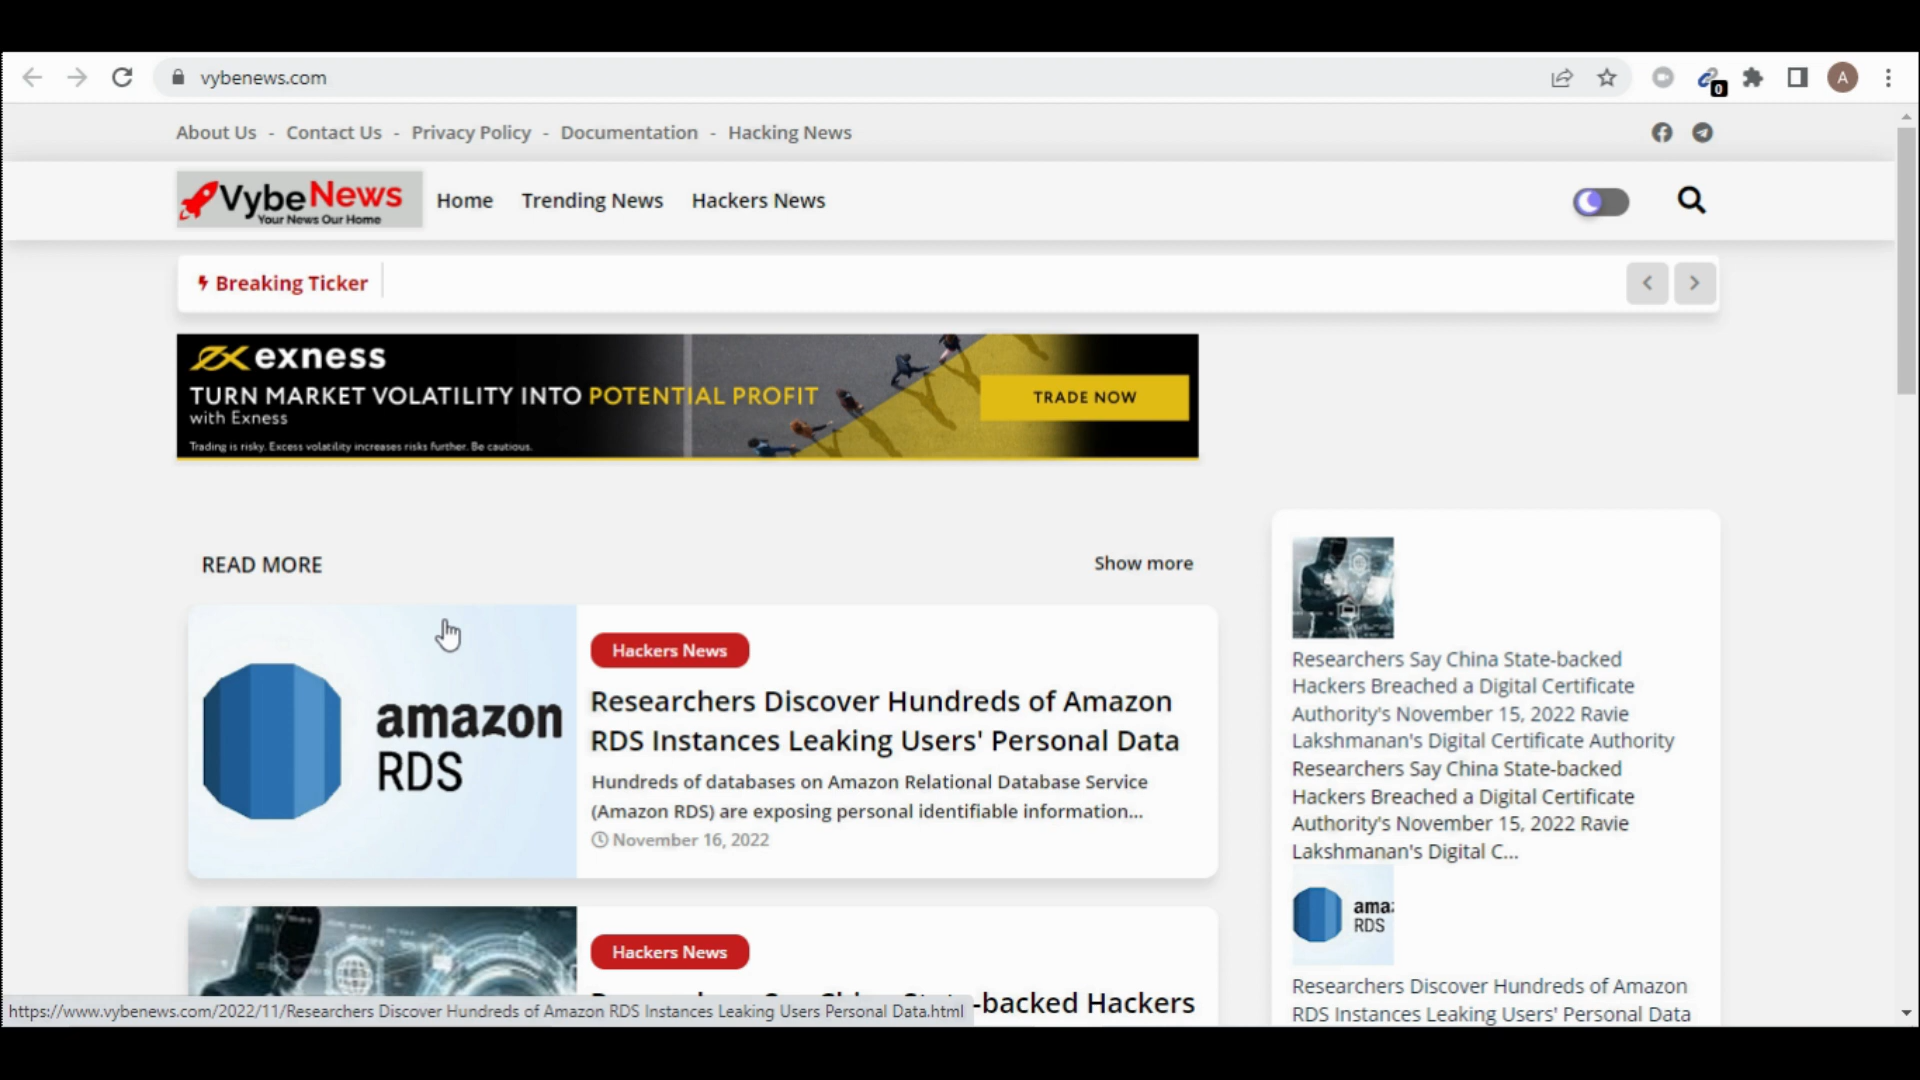 vybenews.com
A
0
About Us - Contact Us - Privacy Policy - Documentation - Hacking News
VybeNews
Your News Our Home
Home Trending News Hackers News
Breaking Ticker
exness
TURN MARKET VOLATILITY INTO POTENTIAL PROFIT
with Exness
Trading is risky. Excess volatility increases risks further. Be cautious.
TRADE NOW
READ MORE
Show more
amazon
RDS
Hackers News
Researchers Discover Hundreds of Amazon
RDS Instances Leaking Users' Personal Data
Hundreds of databases on Amazon Relational Database Service
(Amazon RDS) are exposing personal identifiable information...
November 16, 2022
Hackers News
-backed Hackers
Researchers Say China State-backed
Hackers Breached a Digital Certificate
Authority's November 15, 2022 Ravie
Lakshmanan's Digital Certificate Authority
Researchers Say China State-backed
Hackers Breached a Digital Certificate
Authority's November 15, 2022 Ravie
Lakshmanan's Digital C...
ama
RDS
Researchers Discover Hundreds of Amazon
RDS Instances Leaking Users' Personal Data
https://www.vybenews.com/2022/11/Researchers Discover Hundreds of Amazon RDS Instances Leaking Users Personal Data.html